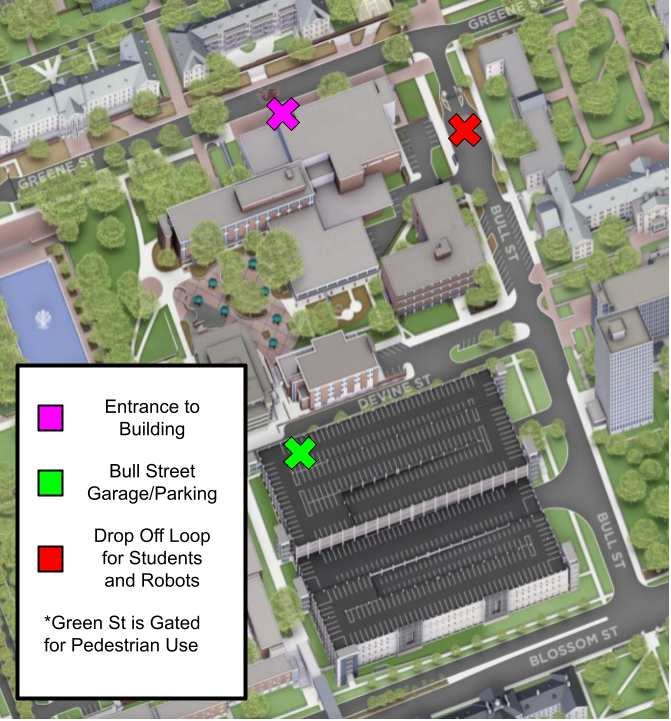 GREENE ST
GREENE ST
BULL ST
DEVINE ST
Entrance to
Building
Bull Street
Garage/Parking
Drop Off Loop
for Students
and Robots
*Green St is Gated
for Pedestrian Use
BULL ST
BLOSSOM ST